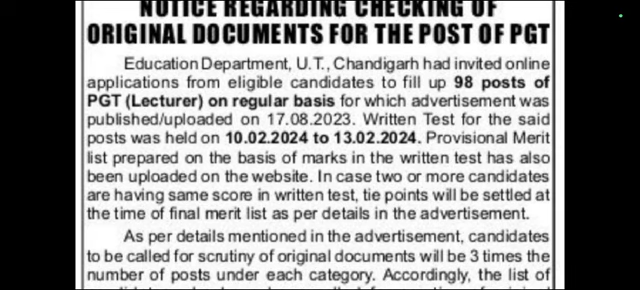 NOTICE REGARDING CHECKING OF
ORIGINAL DOCUMENTS FOR THE POST OF PGT
Education Department, U.T., Chandigarh had invited online
applications from eligible candidates to fill up 98 posts of
PGT (Lecturer) on regular basis for which advertisement was
published/uploaded on 17.08.2023. Written Test for the said
posts was held on 10.02.2024 to 13.02.2024. Provisional Merit
list prepared on the basis of marks in the written test has also
been uploaded on the website. In case two or more candidates
are having same score in written test, tie points will be settled at
the time of final merit list as per details in the advertisement.
As per details mentioned in the advertisement, candidates
to be called for scrutiny of original documents will be 3 times the
number of posts under each category. Accordingly, the list of